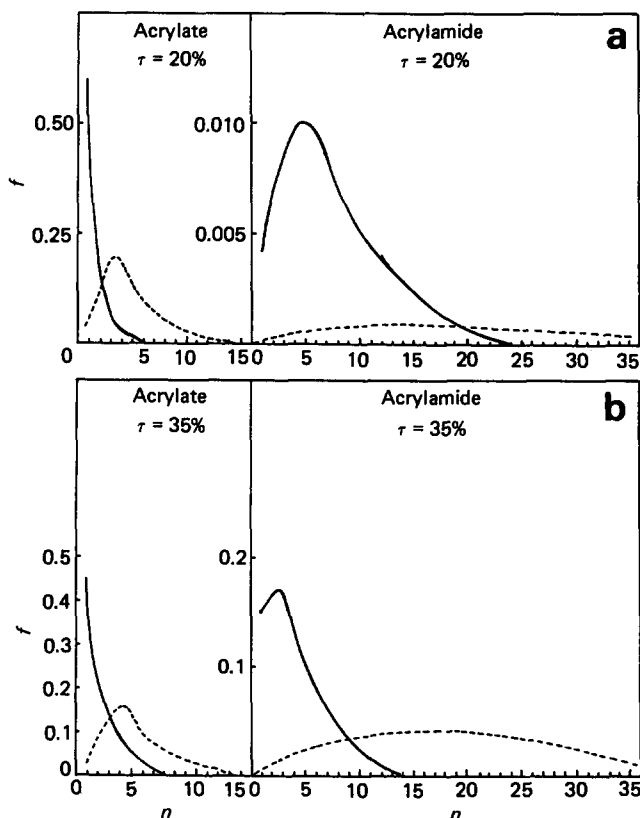 Acrylate
τ = 20%
Acrylamide
τ = 20%
a
0.50
0.25
0
f
0.010
0.005
5 10 15 0 5 10 15 20 25 30 35
Acrylate
τ = 35%
Acrylamide
τ = 35%
b
0.5
0.4
0.3
0.2
0.1
0
f
0.2
0.1
0 5 10 15 0 5 10 15 20 25 30 35
n
n